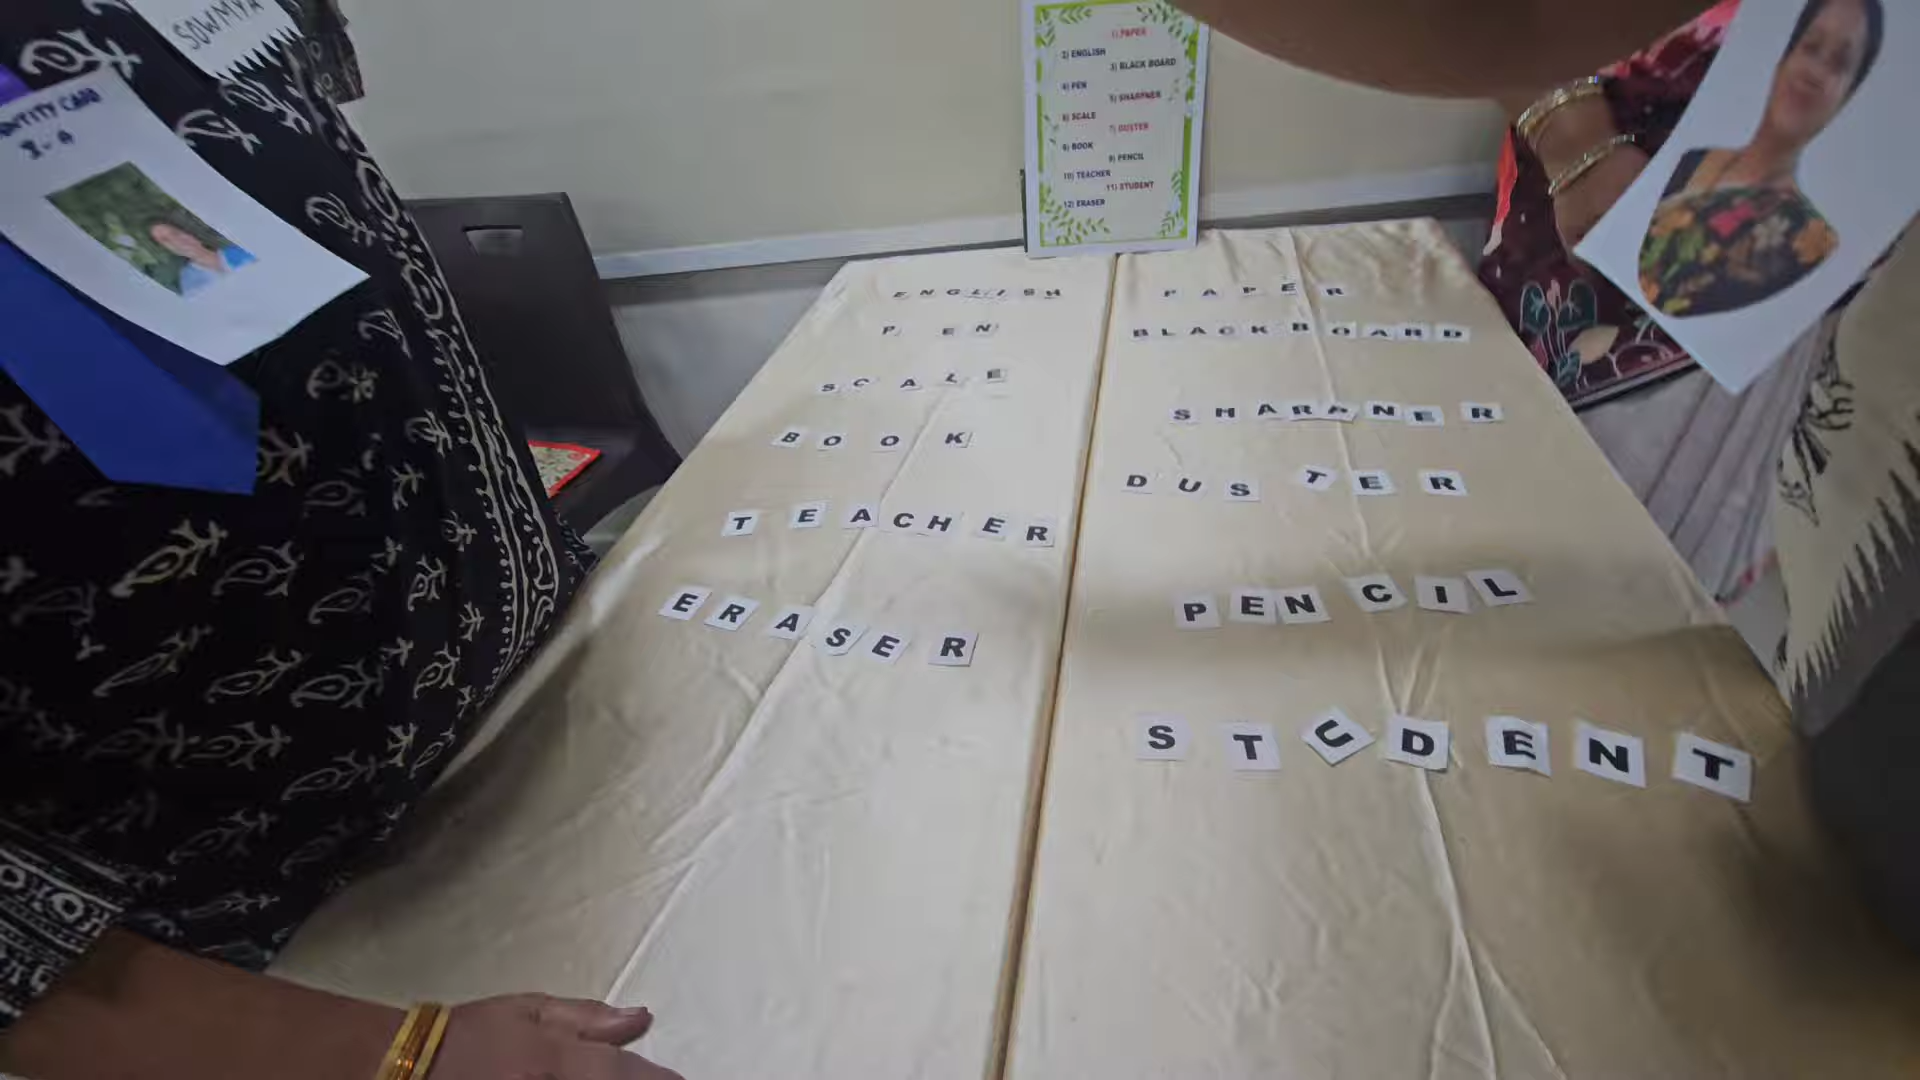 SOWMYA
IDENTITY CARD
1) PAPER
2) ENGLISH
3) BLACK BOARD
4) PEN
5) SHARPNER
6) SCALE
7) DUSTER
8) BOOK
9) PENCIL
10) TEACHER
11) STUDENT
12) ERASER
ENGLISH
PEN
SCALE
BOOK
TEACHER
ERASER
PAPER
BLACKBOARD
SHARPNER
DUSTER
PENCIL
STUDENT